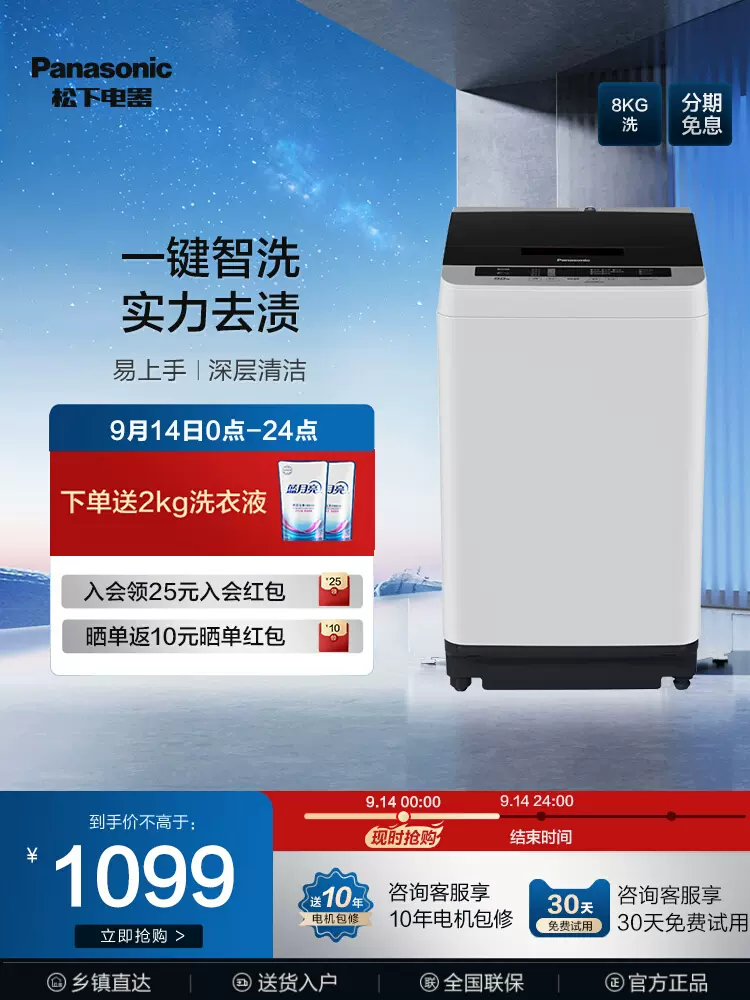 Panasonic
松下电器
8KG
洗
分期
免息
一键智洗
实力去渍
易上手 | 深层清洁
9月14日0点-24点
下单送2kg洗衣液
蓝月亮
入会领25元入会红包
25
晒单返10元晒单红包
10
Panasonic
到手价不高于:
¥1099
立即抢购 >
9.14 00:00
9.14 24:00
现时抢购
结束时间
送10年
电机包修
咨询客服享
10年电机包修
30天
免费试用
咨询客服享
30天免费试用
乡镇直达
送货入户
联 全国联保
正 官方正品